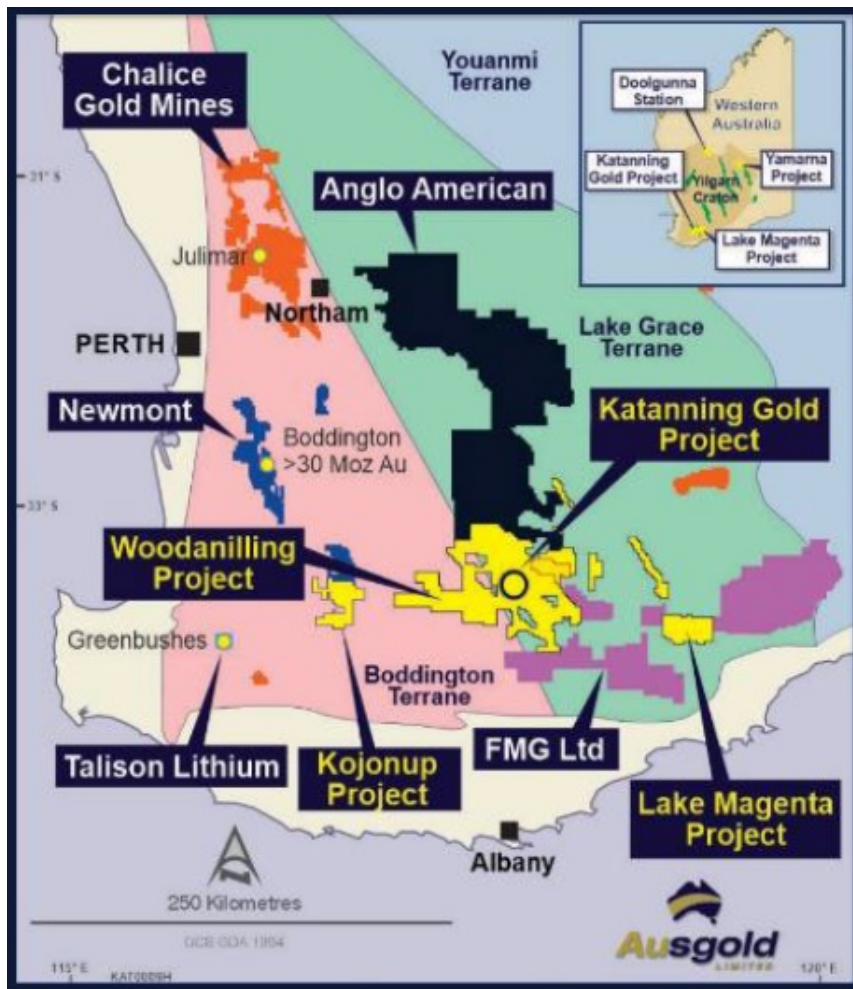 Chalice
Gold Mines
Youanmi
Terrane
Doolgunna
Station
Western
Australia
Katanning
Gold Project
Yilgarn
Craton
Yamarna
Project
Lake Magenta
Project
31° S
Anglo American
Julimar
Northam
PERTH
Lake Grace
Terrane
Newmont
Boddington
>30 Moz Au
Katanning Gold
Project
33° S
Woodanilling
Project
Greenbushes
Boddington
Terrane
Talison Lithium
Kojonup
Project
FMG Ltd
Lake Magenta
Project
Albany
250 Kilometres
GCS GDA 1994
Ausgold
LIMITED
115° E
KAT0009H
120° E